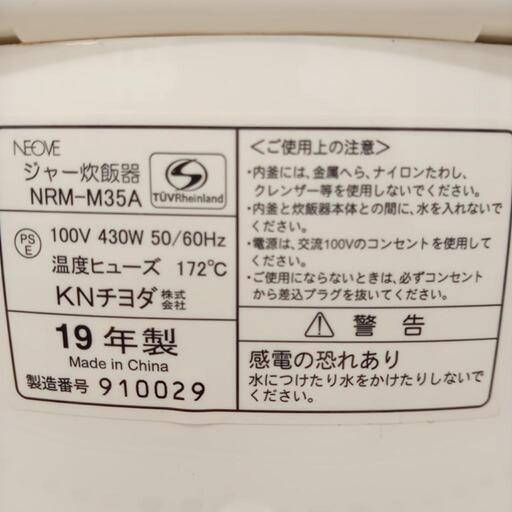 NEOVE
ジャー炊飯器
NRM-M35A
TÜVRheinland
PS
E
100V 430W 50/60Hz
温度ヒューズ 172℃
KNチヨダ株式会社
19年製
Made in China
製造番号 910029
＜ご使用上の注意＞
・内釜には、金属へら、ナイロンたわし、
クレンザー等を使用しないでください。
・内釜と炊飯器本体との間に、水を入れないで
ください。
・電源は、交流100Vのコンセントを使用して
ください。
・ご使用にならないときは、必ずコンセント
から差込プラグを抜いてください。
⚠ 警告
感電の恐れあり
水につけたり水をかけたりしないで
ください。